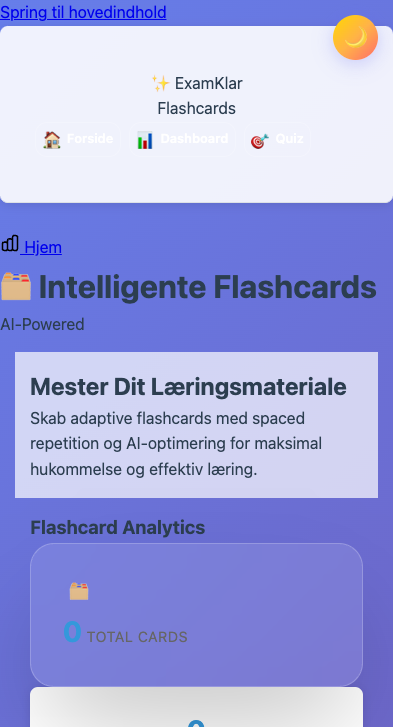 Spring til hovedindhold
✨ ExamKlar
Flashcards
🏠 Forside 📊 Dashboard 🎯 Quiz
Hjem
🗂️ Intelligente Flashcards
AI-Powered
Mester Dit Læringsmateriale
Skab adaptive flashcards med spaced
repetition og AI-optimering for maksimal
hukommelse og effektiv læring.
Flashcard Analytics
🗂️
0 TOTAL CARDS
0